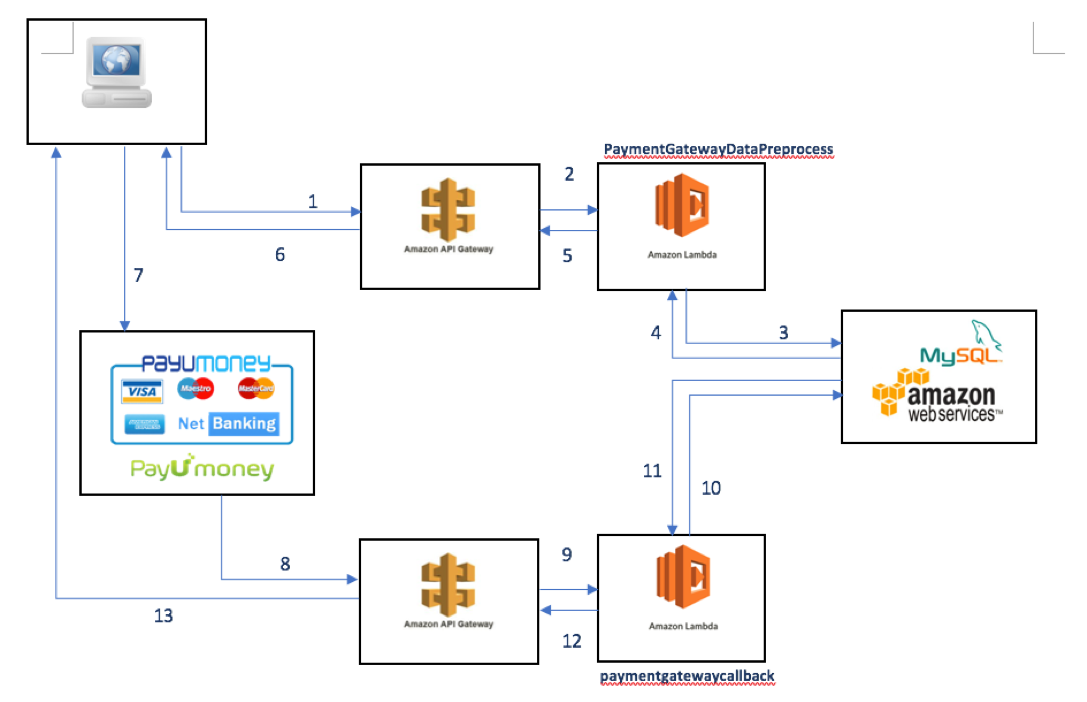 PaymentGatewayDataPreprocess
2
1
Amazon API Gateway
Amazon Lambda
6
5
7
4
3
MySQL
PayUmoney
VISA
Maestro
MasterCard
amazon
web services™
Net Banking
PayUmoney
11
10
9
8
Amazon API Gateway
Amazon Lambda
13
12
paymentgatewaycallback